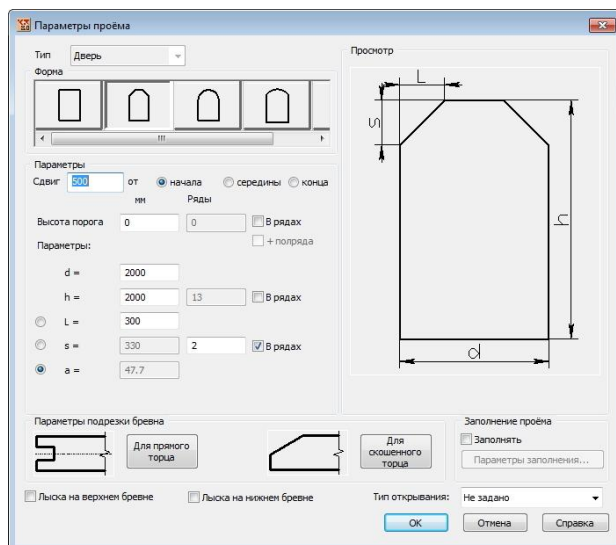 Параметры проёма
Тип Дверь
Просмотр
Форма
Параметры
Сдвиг 500 от начала середины конца
мм Ряды
Высота порога 0 0 В рядах
+ полряда
Параметры:
d = 2000
h = 2000 13 В рядах
L = 300
s = 330 2 В рядах
a = 47.7
L
s
h
d
Параметры подрезки бревна
Для прямого торца
Для скошенного торца
Заполнение проёма
Заполнять
Параметры заполнения...
Лыска на верхнем бревне Лыска на нижнем бревне Тип открывания: Не задано
OK Отмена Справка